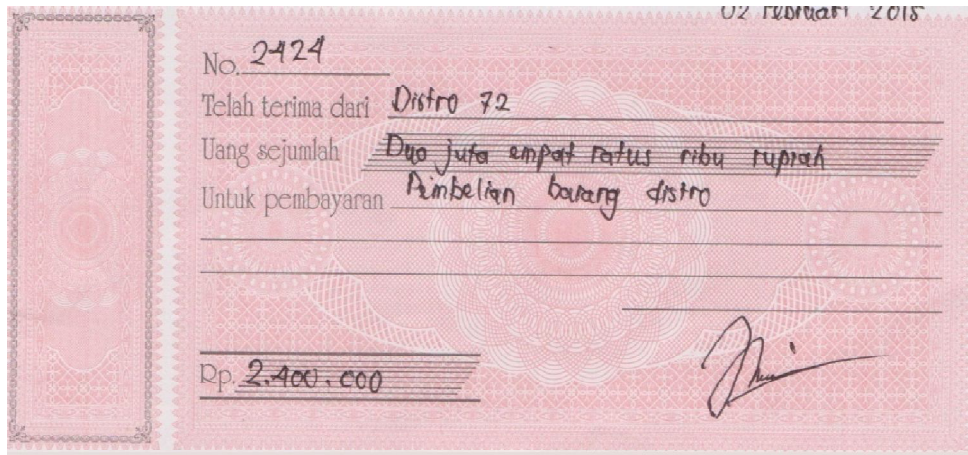 02 Februari 2018
No. 2424
Telah terima dari Distro 72
Uang sejumlah Dua juta empat ratus ribu rupiah
Untuk pembayaran Pembelian barang distro
Rp. 2.400.000